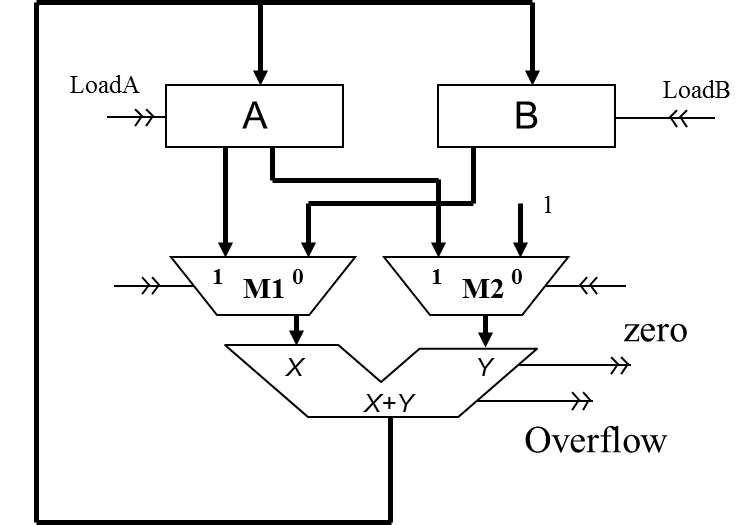 LoadA
A
B
LoadB
1
1 M1 0
1 M2 0
X
Y
X+Y
zero
Overflow